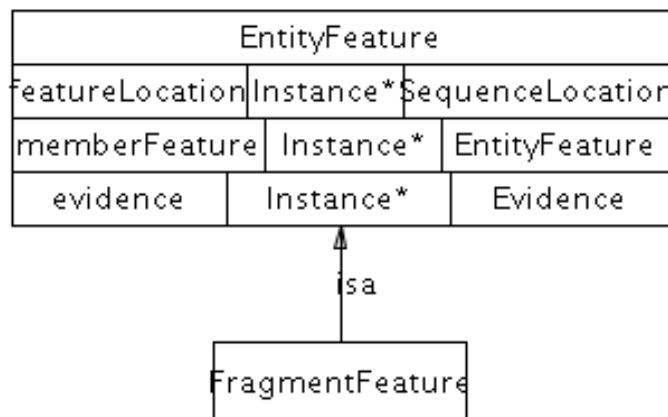 EntityFeature
featureLocation Instance* SequenceLocation
memberFeature Instance* EntityFeature
evidence Instance* Evidence
isa
FragmentFeature